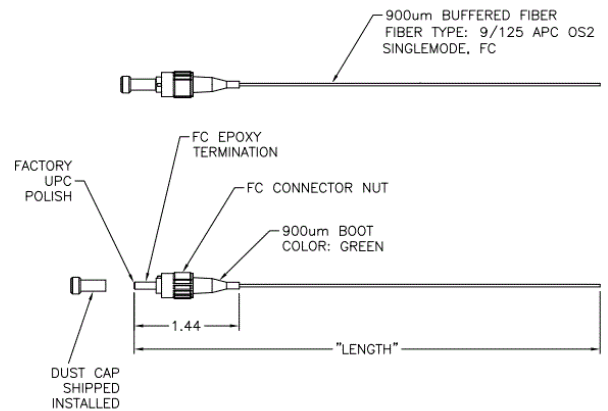 900um BUFFERED FIBER
FIBER TYPE: 9/125 APC OS2
SINGLEMODE, FC
FC EPOXY
TERMINATION
FACTORY
UPC
POLISH
FC CONNECTOR NUT
900um BOOT
COLOR: GREEN
1.44
"LENGTH"
DUST CAP
SHIPPED
INSTALLED